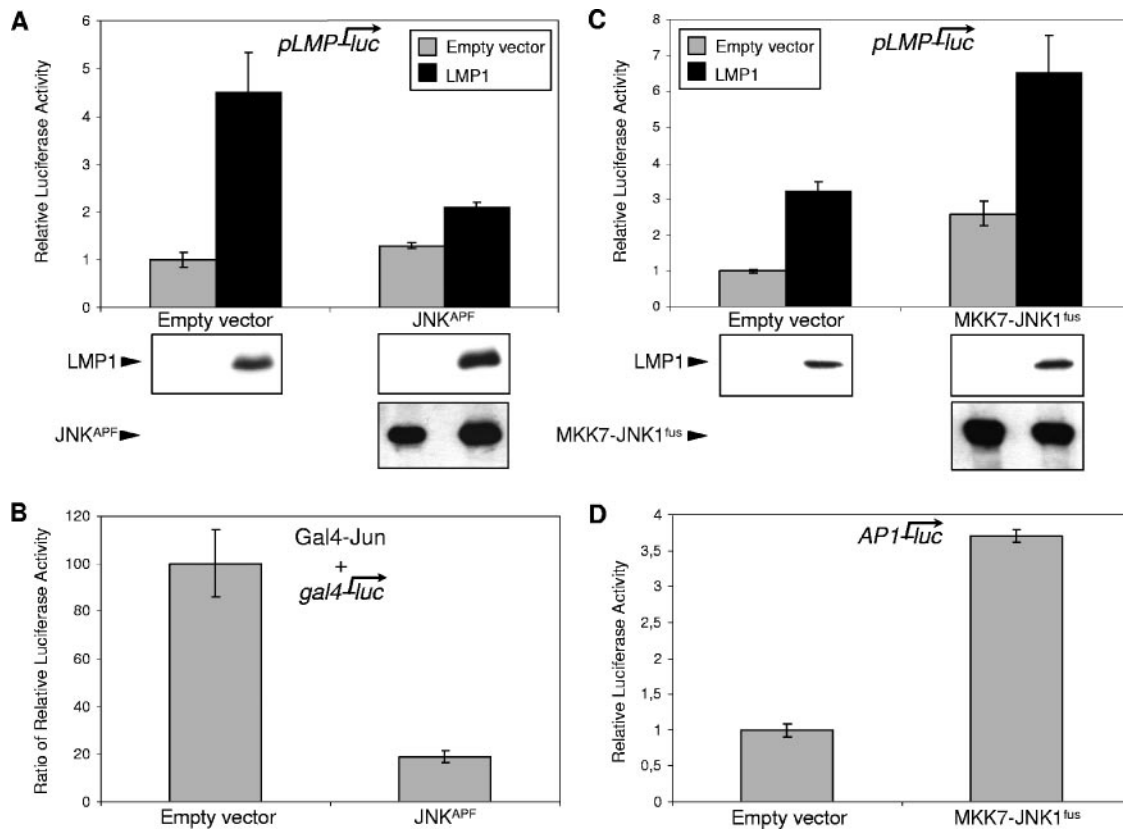 A
Relative Luciferase Activity
6
5
4
3
2
1
0
pLMP luc
Empty vector
LMP1
Empty vector
JNKAPF
LMP1
JNKAPF
C
Relative Luciferase Activity
8
7
6
5
4
3
2
1
0
pLMP luc
Empty vector
LMP1
Empty vector
MKK7-JNK1fus
LMP1
MKK7-JNK1fus
B
Ratio of Relative Luciferase Activity
120
100
80
60
40
20
0
Gal4-Jun
+
gal4 luc
Empty vector
JNKAPF
D
Relative Luciferase Activity
4
3,5
3
2,5
2
1,5
1
0,5
0
AP1 luc
Empty vector
MKK7-JNK1fus